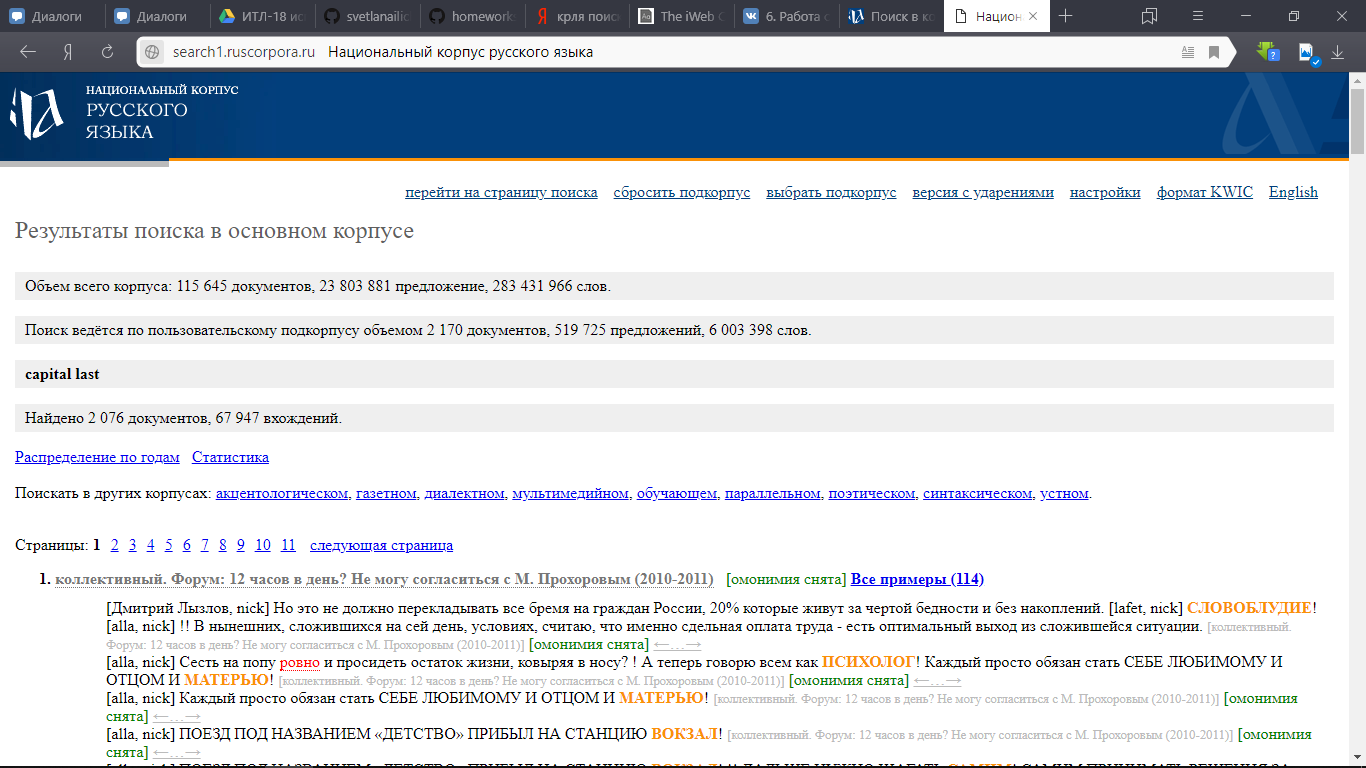 Диалоги Диалоги ИТЛ-18 ис svetlanailic homework: крля поис The iWeb C 6. Работа с Поиск в ко Национ
search1.ruscorpora.ru Национальный корпус русского языка
НАЦИОНАЛЬНЫЙ КОРПУС
РУССКОГО
ЯЗЫКА
перейти на страницу поиска сбросить подкорпус выбрать подкорпус версия с ударениями настройки формат KWIC English
Результаты поиска в основном корпусе
Объем всего корпуса: 115 645 документов, 23 803 881 предложение, 283 431 966 слов.
Поиск ведётся по пользовательскому подкорпусу объемом 2 170 документов, 519 725 предложений, 6 003 398 слов.
capital last
Найдено 2 076 документов, 67 947 вхождений.
Распределение по годам Статистика
Поискать в других корпусах: акцентологическом, газетном, диалектном, мультимедийном, обучающем, параллельном, поэтическом, синтаксическом, устном.
Страницы: 1 2 3 4 5 6 7 8 9 10 11 следующая страница
1. коллективный. Форум: 12 часов в день? Не могу согласиться с М. Прохоровым (2010-2011) [омонимия снята] Все примеры (114)
[Дмитрий Лызлов, nick] Но это не должно перекладывать все бремя на граждан России, 20% которые живут за чертой бедности и без накоплений. [lafet, nick] СЛОВОБЛУДИЕ!
[alla, nick] !! В нынешних, сложившихся на сей день, условиях, считаю, что именно сдельная оплата труда - есть оптимальный выход из сложившейся ситуации. [коллективный.
Форум: 12 часов в день? Не могу согласиться с М. Прохоровым (2010-2011)] [омонимия снята] ←…→
[alla, nick] Сесть на попу ровно и просидеть остаток жизни, ковыряя в носу? ! А теперь говорю всем как ПСИХОЛОГ! Каждый просто обязан стать СЕБЕ ЛЮБИМОМУ И
ОТЦОМ И МАТЕРЬЮ! [коллективный. Форум: 12 часов в день? Не могу согласиться с М. Прохоровым (2010-2011)] [омонимия снята] ←…→
[alla, nick] Каждый просто обязан стать СЕБЕ ЛЮБИМОМУ И ОТЦОМ И МАТЕРЬЮ! [коллективный. Форум: 12 часов в день? Не могу согласиться с М. Прохоровым (2010-2011)] [омонимия
снята] ←…→
[alla, nick] ПОЕЗД ПОД НАЗВАНИЕМ «ДЕТСТВО» ПРИБЫЛ НА СТАНЦИЮ ВОКЗАЛ! [коллективный. Форум: 12 часов в день? Не могу согласиться с М. Прохоровым (2010-2011)] [омонимия
снята] ←…→